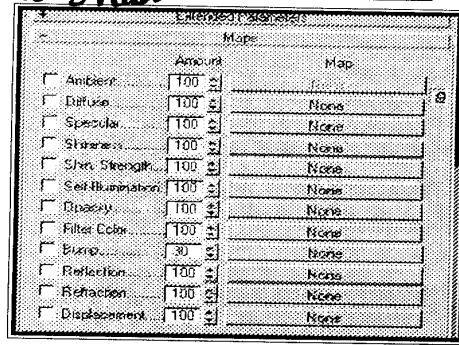 Extended Parameters
Maps
Amount Map
Ambient 100
Diffuse 100 None
Specular 100 None
Shininess 100 None
Shin. Strength 100 None
Self-Illumination 100 None
Opacity 100 None
Filter Color 100 None
Bump 30 None
Reflection 100 None
Refraction 100 None
Displacement 100 None